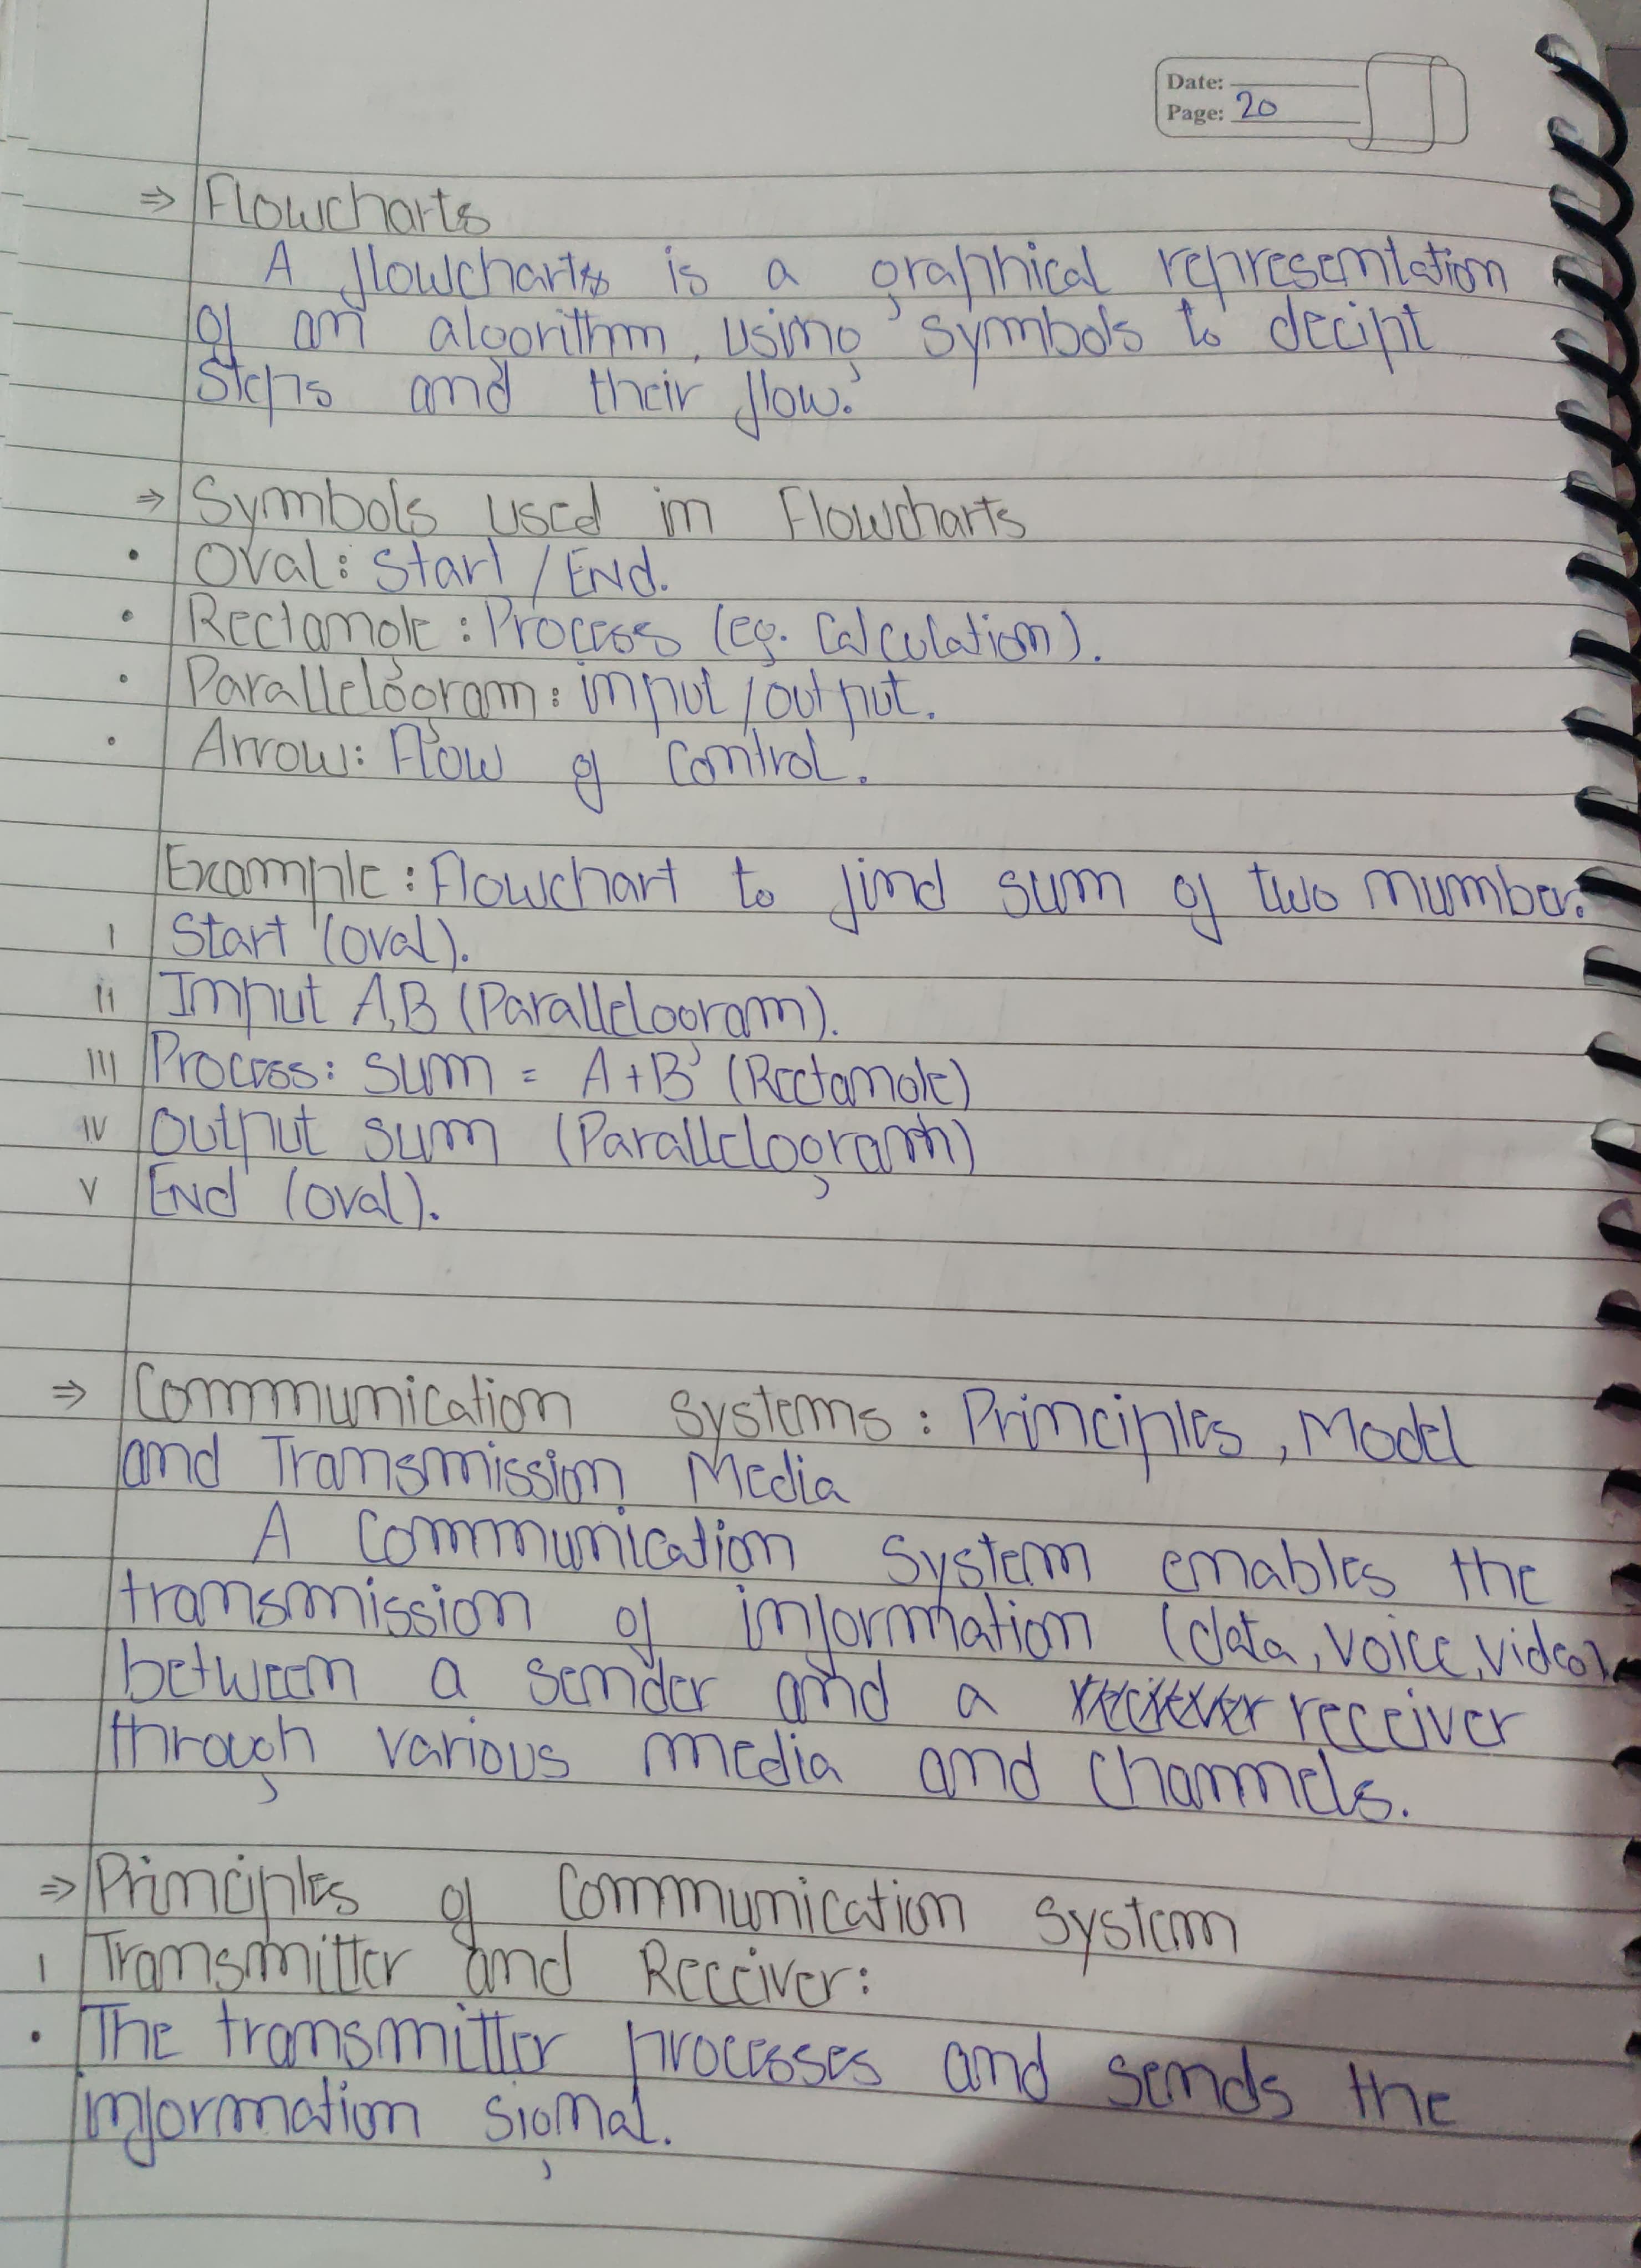 Date:
Page: 20
⇒ Flowcharts
A flowchart is a graphical representation
of an algorithm, using symbols to decipt
steps and their flow.
⇒ Symbols used in Flowcharts
• Oval: Start / End.
• Rectangle: Process (eg. Calculation).
• Parallelogram: input / output.
• Arrow: Flow of Control.
Example: Flowchart to find sum of two number.
i Start (oval).
ii Input A,B (Parallelogram).
iii Process: sum = A+B (Rectangle)
iv Output sum (Parallelogram)
v End (oval).
⇒ Communication systems: Principles, Model
and Transmission Media
A Communication system enables the
transmission of information (data, voice, video)
between a sender and a receiver
through various media and channels.
⇒ Principles of Communication system
i Transmitter and Receiver:
• The transmitter processes and sends the
information signal.